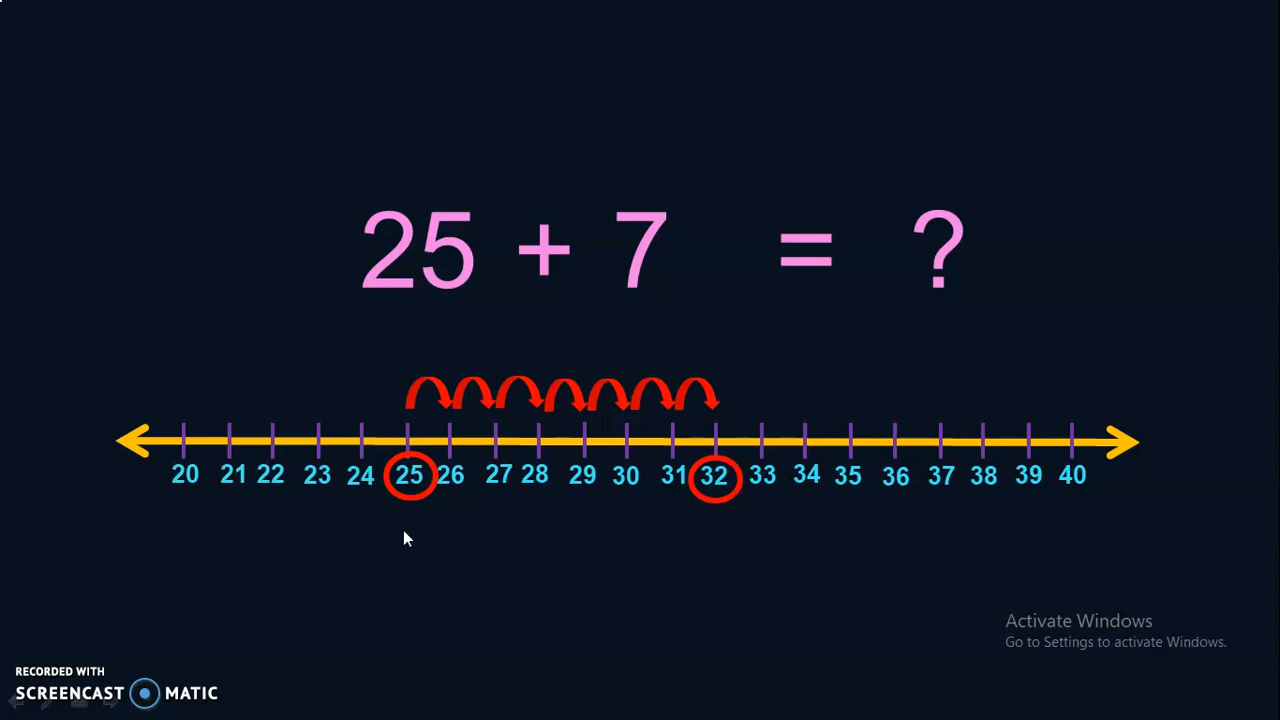 25 + 7 = ?
20 21 22 23 24 25 26 27 28 29 30 31 32 33 34 35 36 37 38 39 40
Activate Windows
Go to Settings to activate Windows.
RECORDED WITH
SCREENCAST MATIC